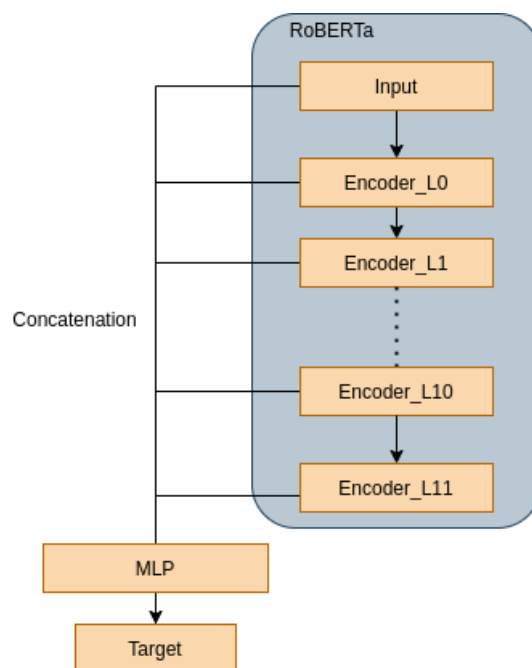 RoBERTa
Input
Encoder_L0
Encoder_L1
Concatenation
Encoder_L10
Encoder_L11
MLP
Target